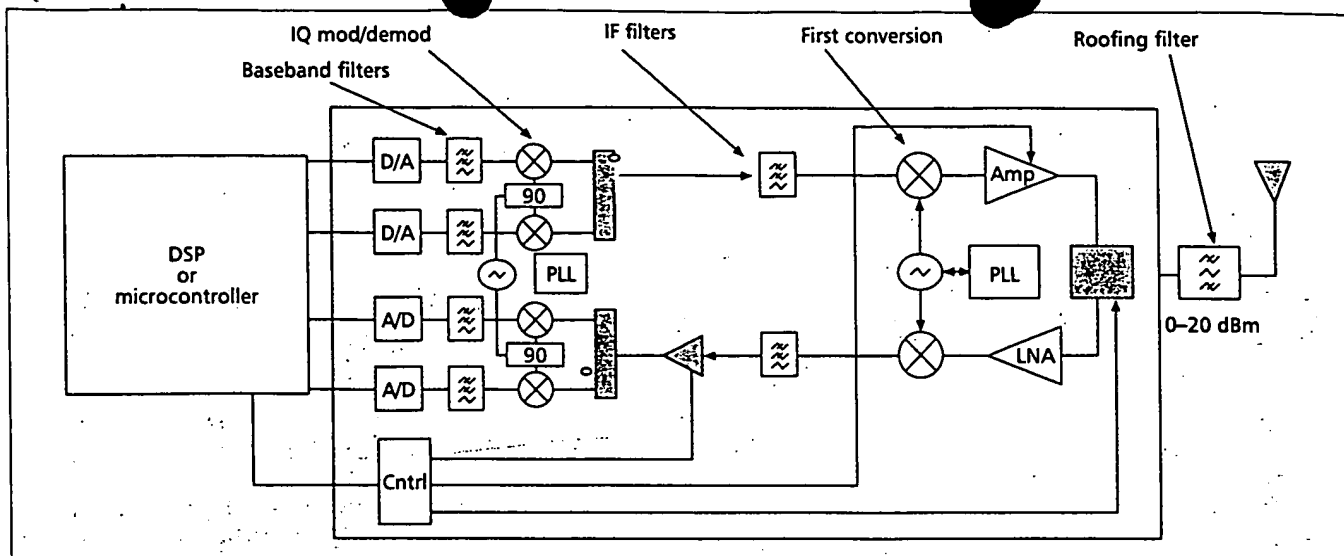 IQ mod/demod
IF filters
First conversion
Roofing filter
Baseband filters
D/A
Amp
90
D/A
DSP
or
microcontroller
PLL
PLL
0–20 dBm
A/D
90
LNA
A/D
Cntrl